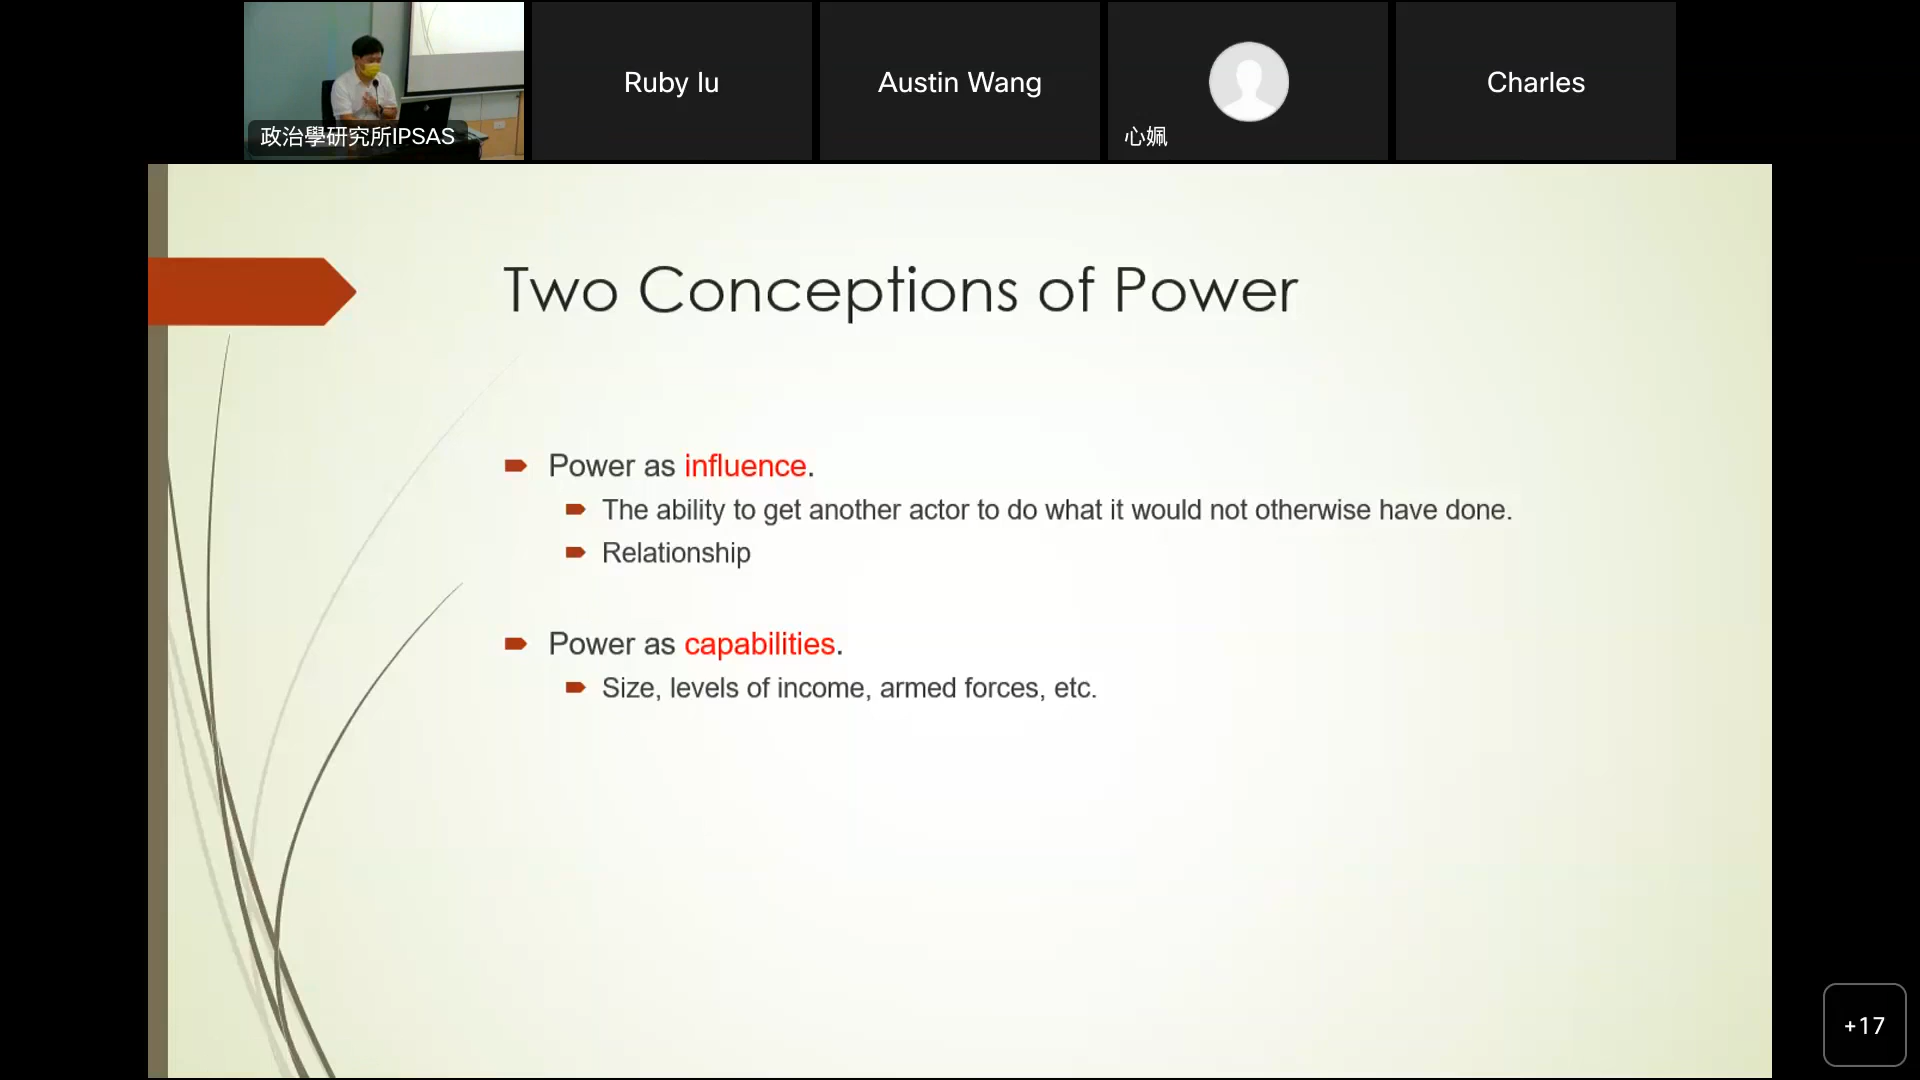 政治學研究所IPSAS
Ruby lu
Austin Wang
心姵
Charles
Two Conceptions of Power
Power as influence.
The ability to get another actor to do what it would not otherwise have done.
Relationship
Power as capabilities.
Size, levels of income, armed forces, etc.
+17